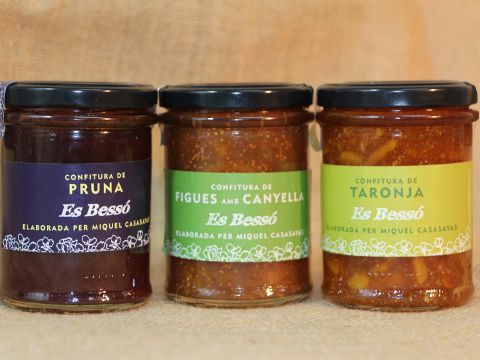 CONFITURA DE
PRUNA
Es Bessó
ELABORADA PER MIQUEL CASASAYAS
CONFITURA DE
FIGUES AMB CANYELLA
Es Bessó
ELABORADA PER MIQUEL CASASAYAS
CONFITURA DE
TARONJA
Es Bessó
ELABORADA PER MIQUEL CASASAYAS